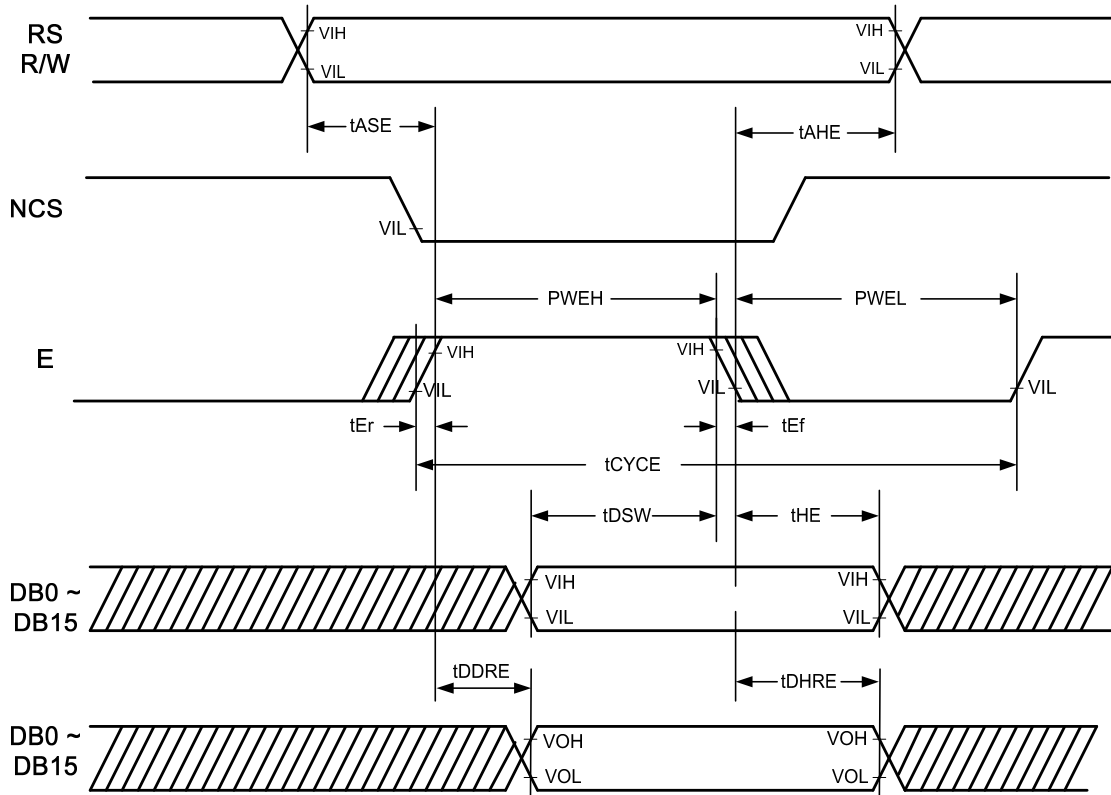 RS
R/W
VIH
VIL
VIH
VIL
tASE
tAHE
NCS
VIL
PWEH
PWEL
E
VIH
VIL
VIH
VIL
VIL
tEr
tEf
tCYCE
tDSW
tHE
DB0 ~
DB15
VIH
VIL
VIH
VIL
tDDRE
tDHRE
DB0 ~
DB15
VOH
VOL
VOH
VOL